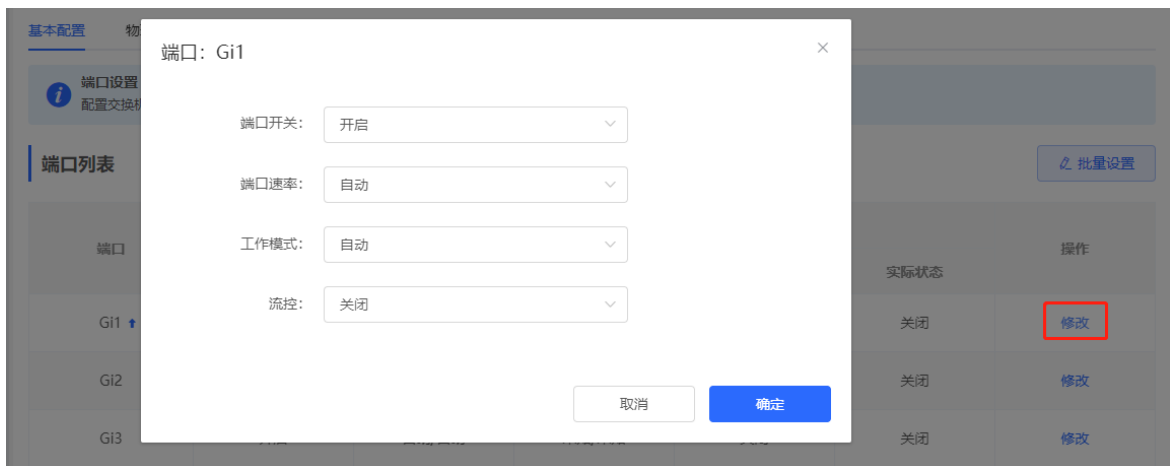 基本配置
端口：Gi1
端口设置
配置交换机
端口开关：
开启
端口列表
批量设置
端口速率：
自动
工作模式：
自动
端口
操作
实际状态
流控：
关闭
Gi1
关闭
修改
Gi2
关闭
修改
取消
确定
Gi3
关闭
修改